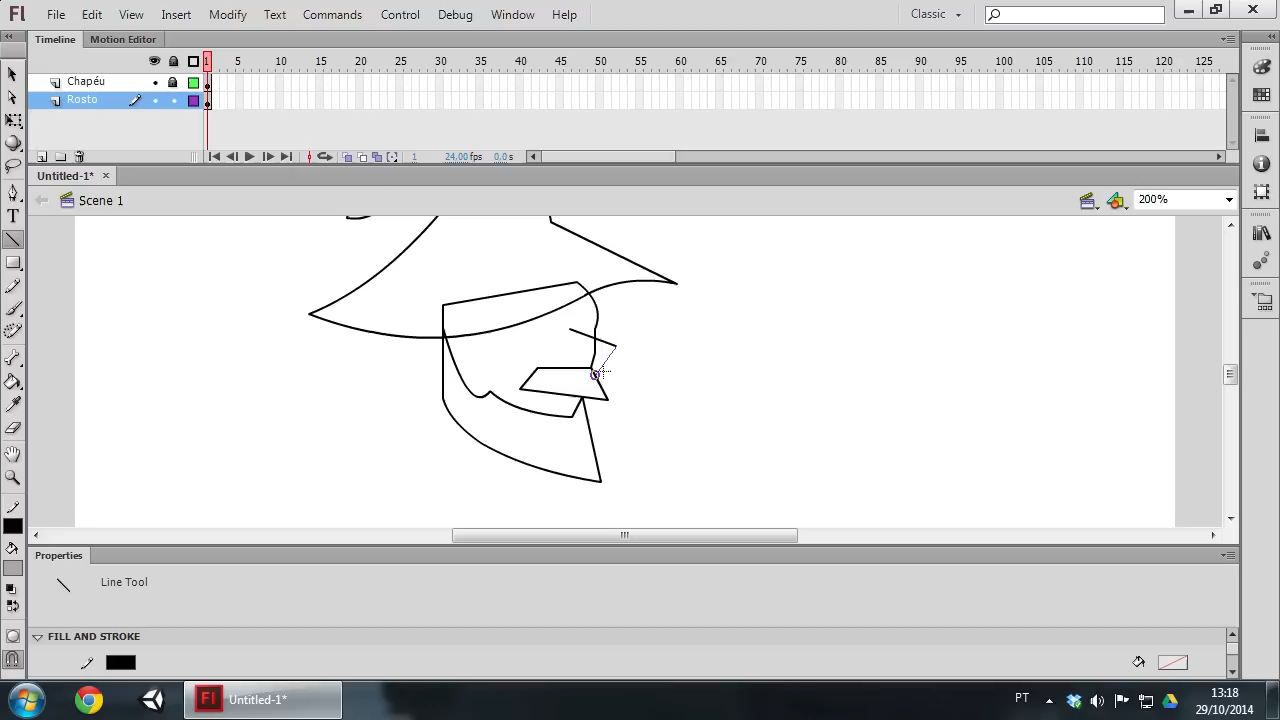 Fl File Edit View Insert Modify Text Commands Control Debug Window Help Classic
Timeline Motion Editor
1 5 10 15 20 25 30 35 40 45 50 55 60 65 70 75 80 85 90 95 100 105 110 115 120 125
Chapéu
Rosto
1 24.00 fps 0.0 s
Untitled-1*
Scene 1 200%
T
Properties
Line Tool
FILL AND STROKE
Fl Untitled-1* PT 13:18
29/10/2014